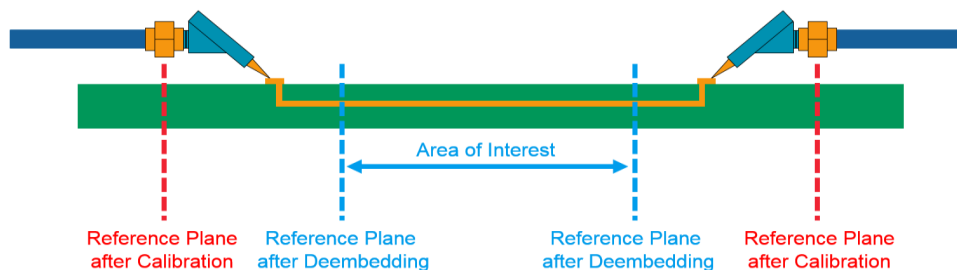 Area of Interest
Reference Plane
after Calibration
Reference Plane
after Deembedding
Reference Plane
after Deembedding
Reference Plane
after Calibration